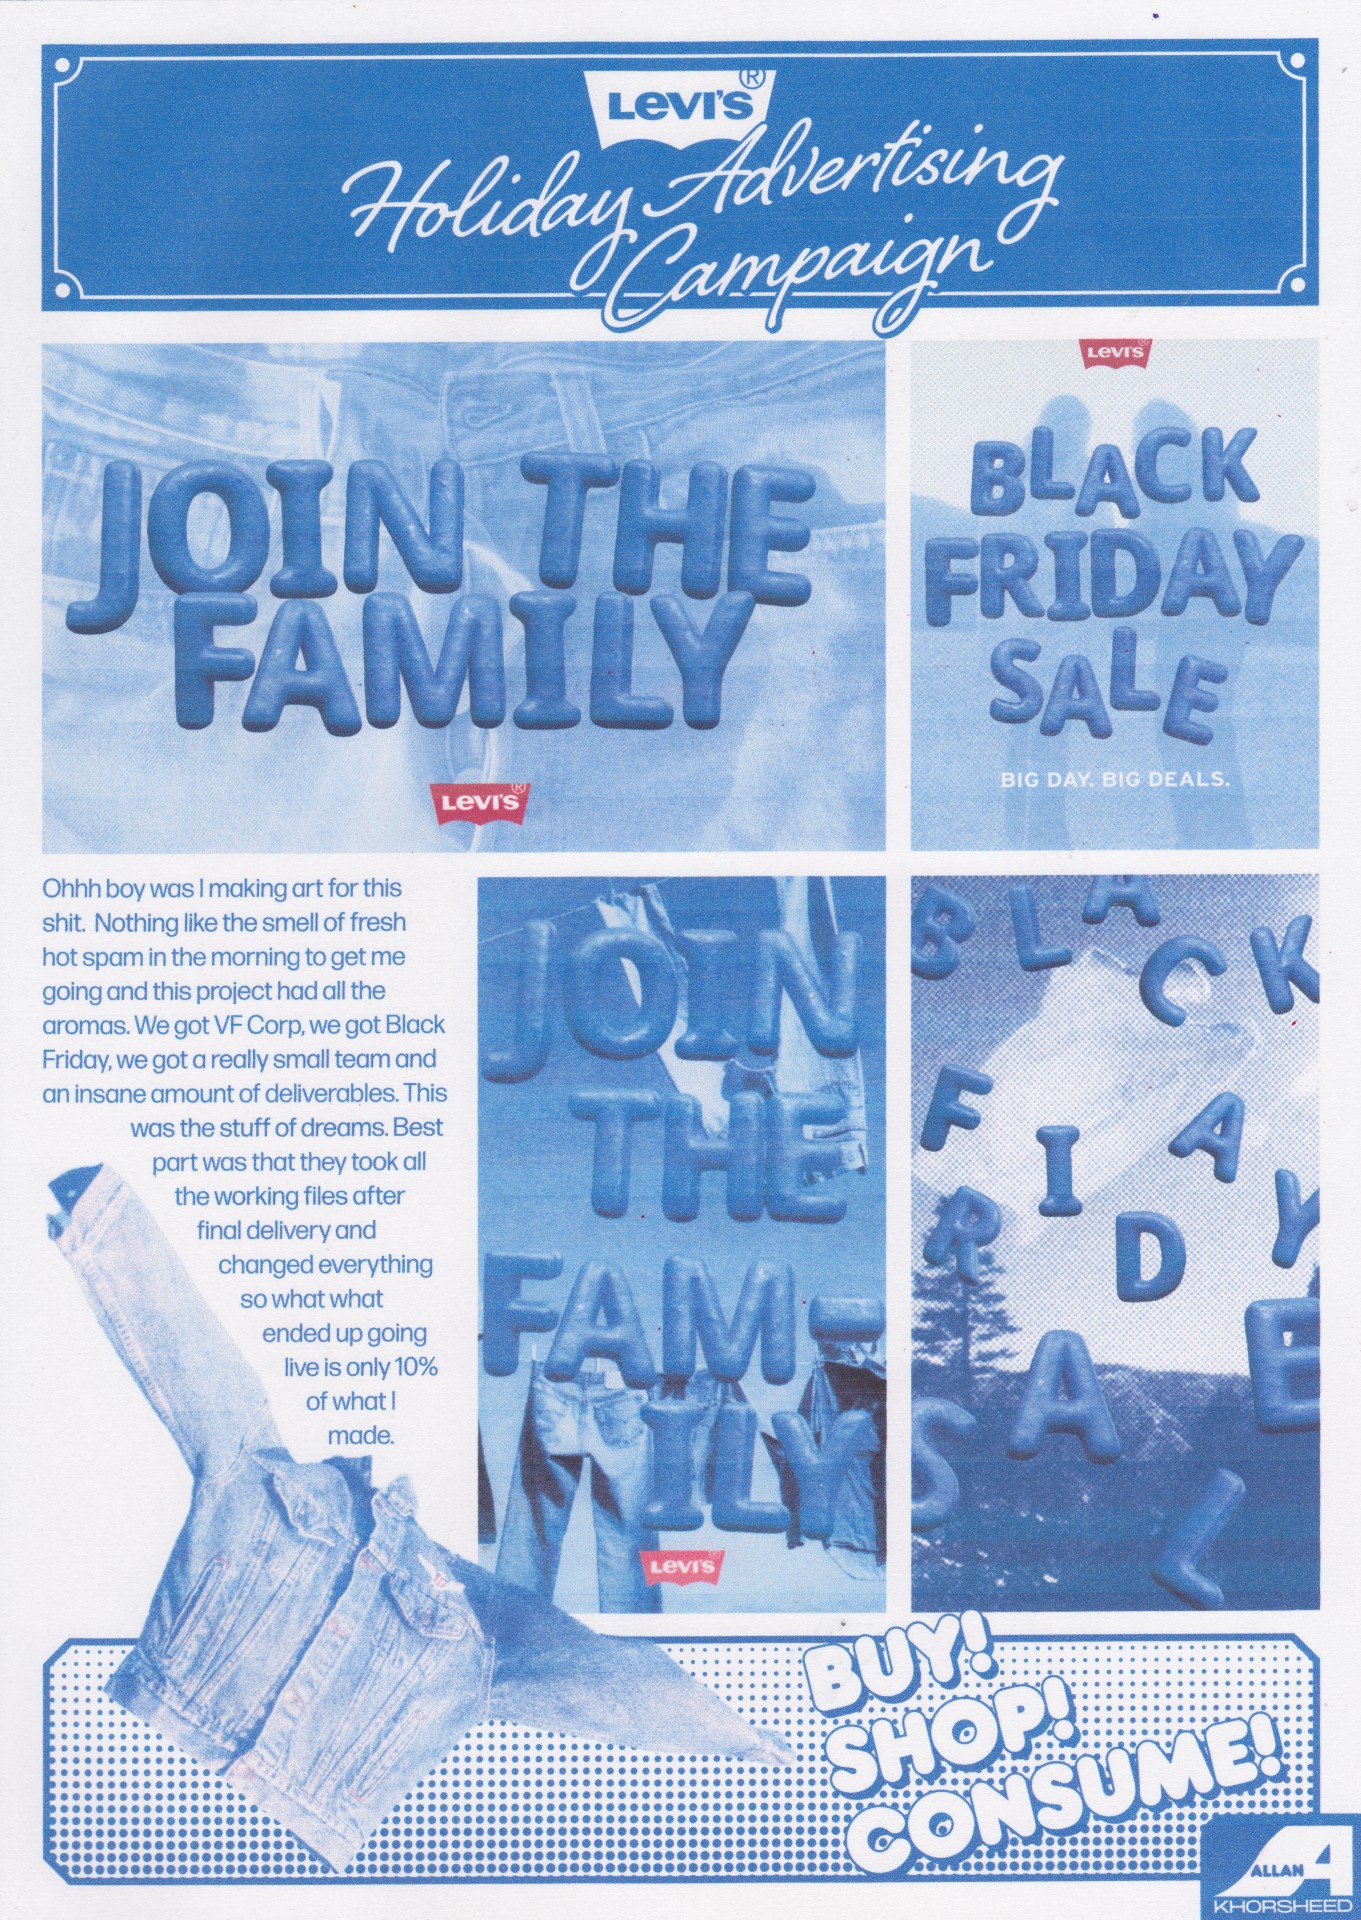 LEVI'S®
Holiday Advertising
Campaign
JOIN THE
FAMILY
LEVI'S®
LEVI'S®
BLACK
FRIDAY
SALE
BIG DAY. BIG DEALS.
Ohhh boy was I making art for this
shit. Nothing like the smell of fresh
hot spam in the morning to get me
going and this project had all the
aromas. We got VF Corp, we got Black
Friday, we got a really small team and
an insane amount of deliverables. This
was the stuff of dreams. Best
part was that they took all
the working files after
final delivery and
changed everything
so what what
ended up going
live is only 10%
of what I
made.
JOIN
THE
FAM-
ILY
LEVI'S®
BLACK
FRIDAY
SALE
BUY!
SHOP!
CONSUME!
ALLAN
KHORSHEED